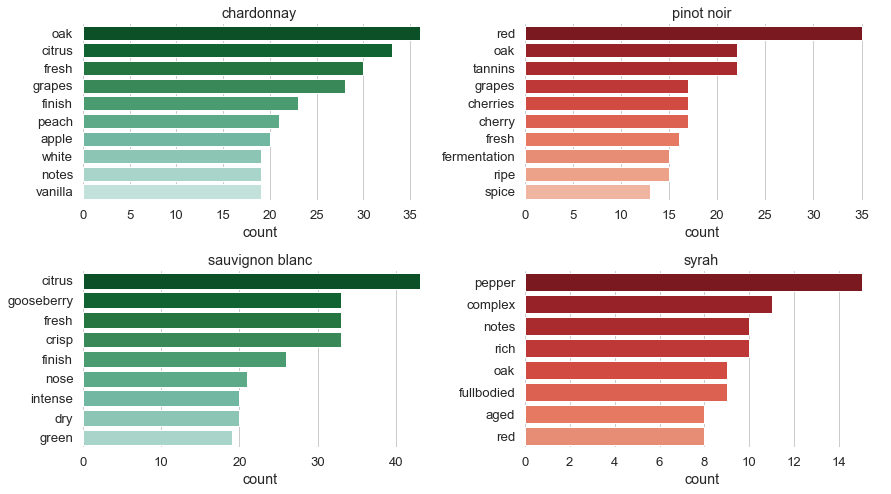 chardonnay
oak
citrus
fresh
grapes
finish
peach
apple
white
notes
vanilla
0 5 10 15 20 25 30 35
count
pinot noir
red
oak
tannins
grapes
cherries
cherry
fresh
fermentation
ripe
spice
0 5 10 15 20 25 30 35
count
sauvignon blanc
citrus
gooseberry
fresh
crisp
finish
nose
intense
dry
green
0 20 30 40
count
syrah
pepper
complex
notes
rich
oak
fullbodied
aged
red
0 2 4 6 8 10 12 14
count